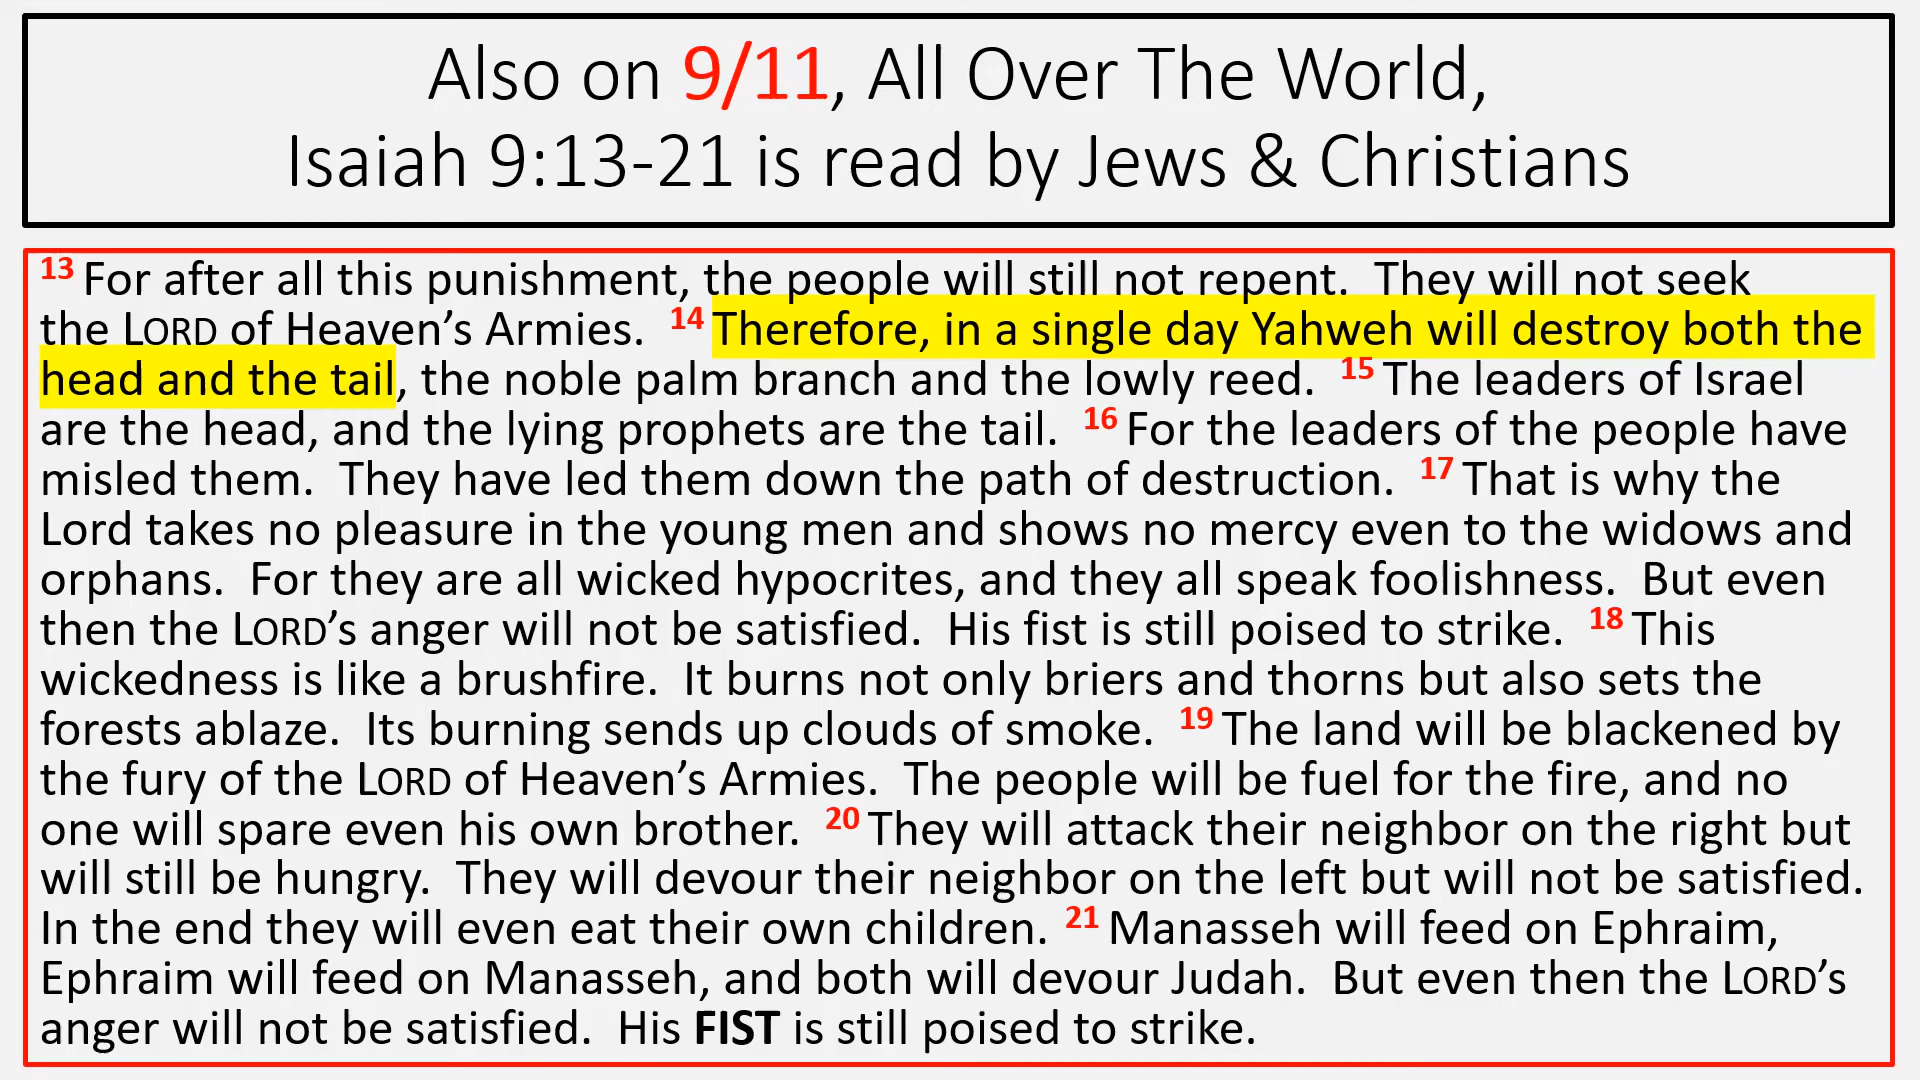 Also on 9/11, All Over The World,
Isaiah 9:13-21 is read by Jews & Christians
13 For after all this punishment, the people will still not repent. They will not seek
the LORD of Heaven’s Armies. 14 Therefore, in a single day Yahweh will destroy both the
head and the tail, the noble palm branch and the lowly reed. 15 The leaders of Israel
are the head, and the lying prophets are the tail. 16 For the leaders of the people have
misled them. They have led them down the path of destruction. 17 That is why the
Lord takes no pleasure in the young men and shows no mercy even to the widows and
orphans. For they are all wicked hypocrites, and they all speak foolishness. But even
then the LORD’s anger will not be satisfied. His fist is still poised to strike. 18 This
wickedness is like a brushfire. It burns not only briers and thorns but also sets the
forests ablaze. Its burning sends up clouds of smoke. 19 The land will be blackened by
the fury of the LORD of Heaven’s Armies. The people will be fuel for the fire, and no
one will spare even his own brother. 20 They will attack their neighbor on the right but
will still be hungry. They will devour their neighbor on the left but will not be satisfied.
In the end they will even eat their own children. 21 Manasseh will feed on Ephraim,
Ephraim will feed on Manasseh, and both will devour Judah. But even then the LORD’s
anger will not be satisfied. His FIST is still poised to strike.